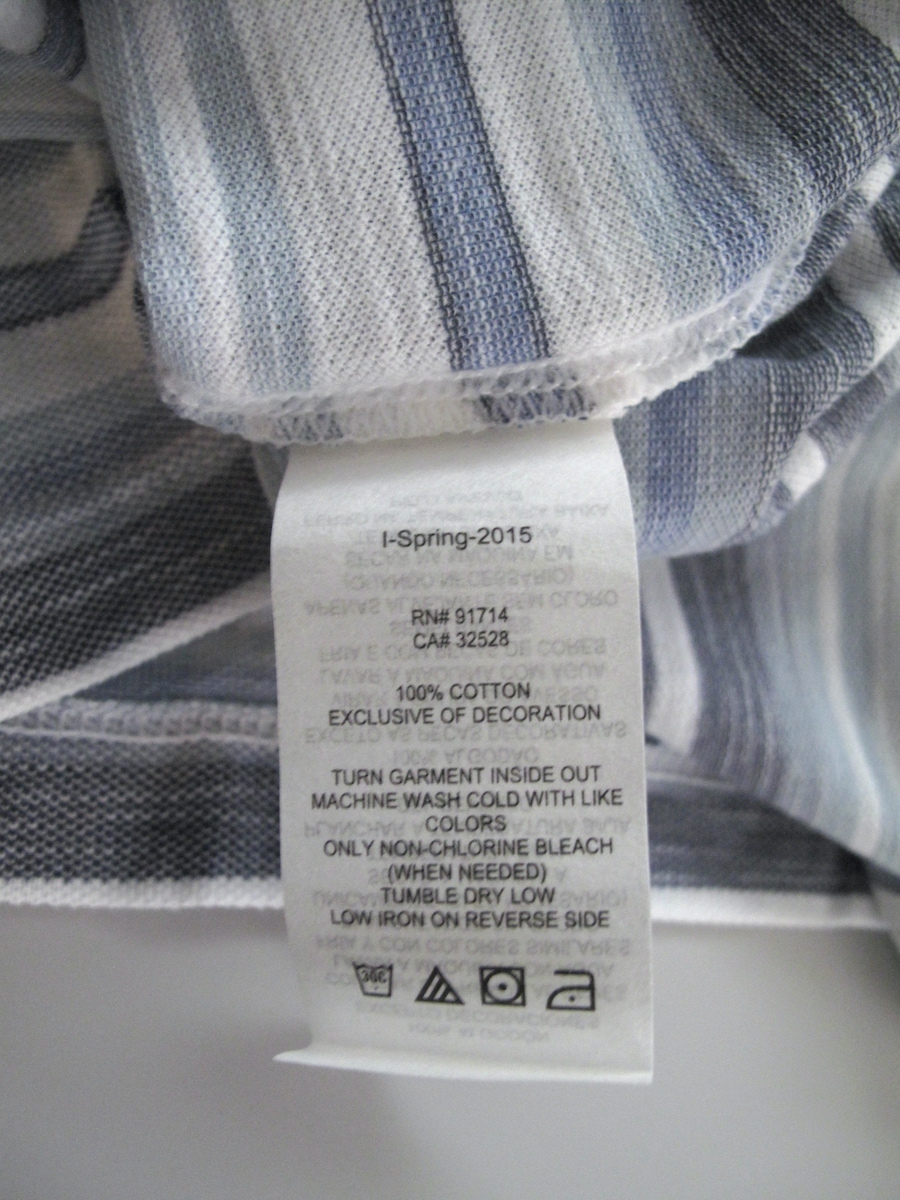 I-Spring-2015
RN# 91714
CA# 32528
100% COTTON
EXCLUSIVE OF DECORATION
TURN GARMENT INSIDE OUT
MACHINE WASH COLD WITH LIKE
COLORS
ONLY NON-CHLORINE BLEACH
(WHEN NEEDED)
TUMBLE DRY LOW
LOW IRON ON REVERSE SIDE
30C